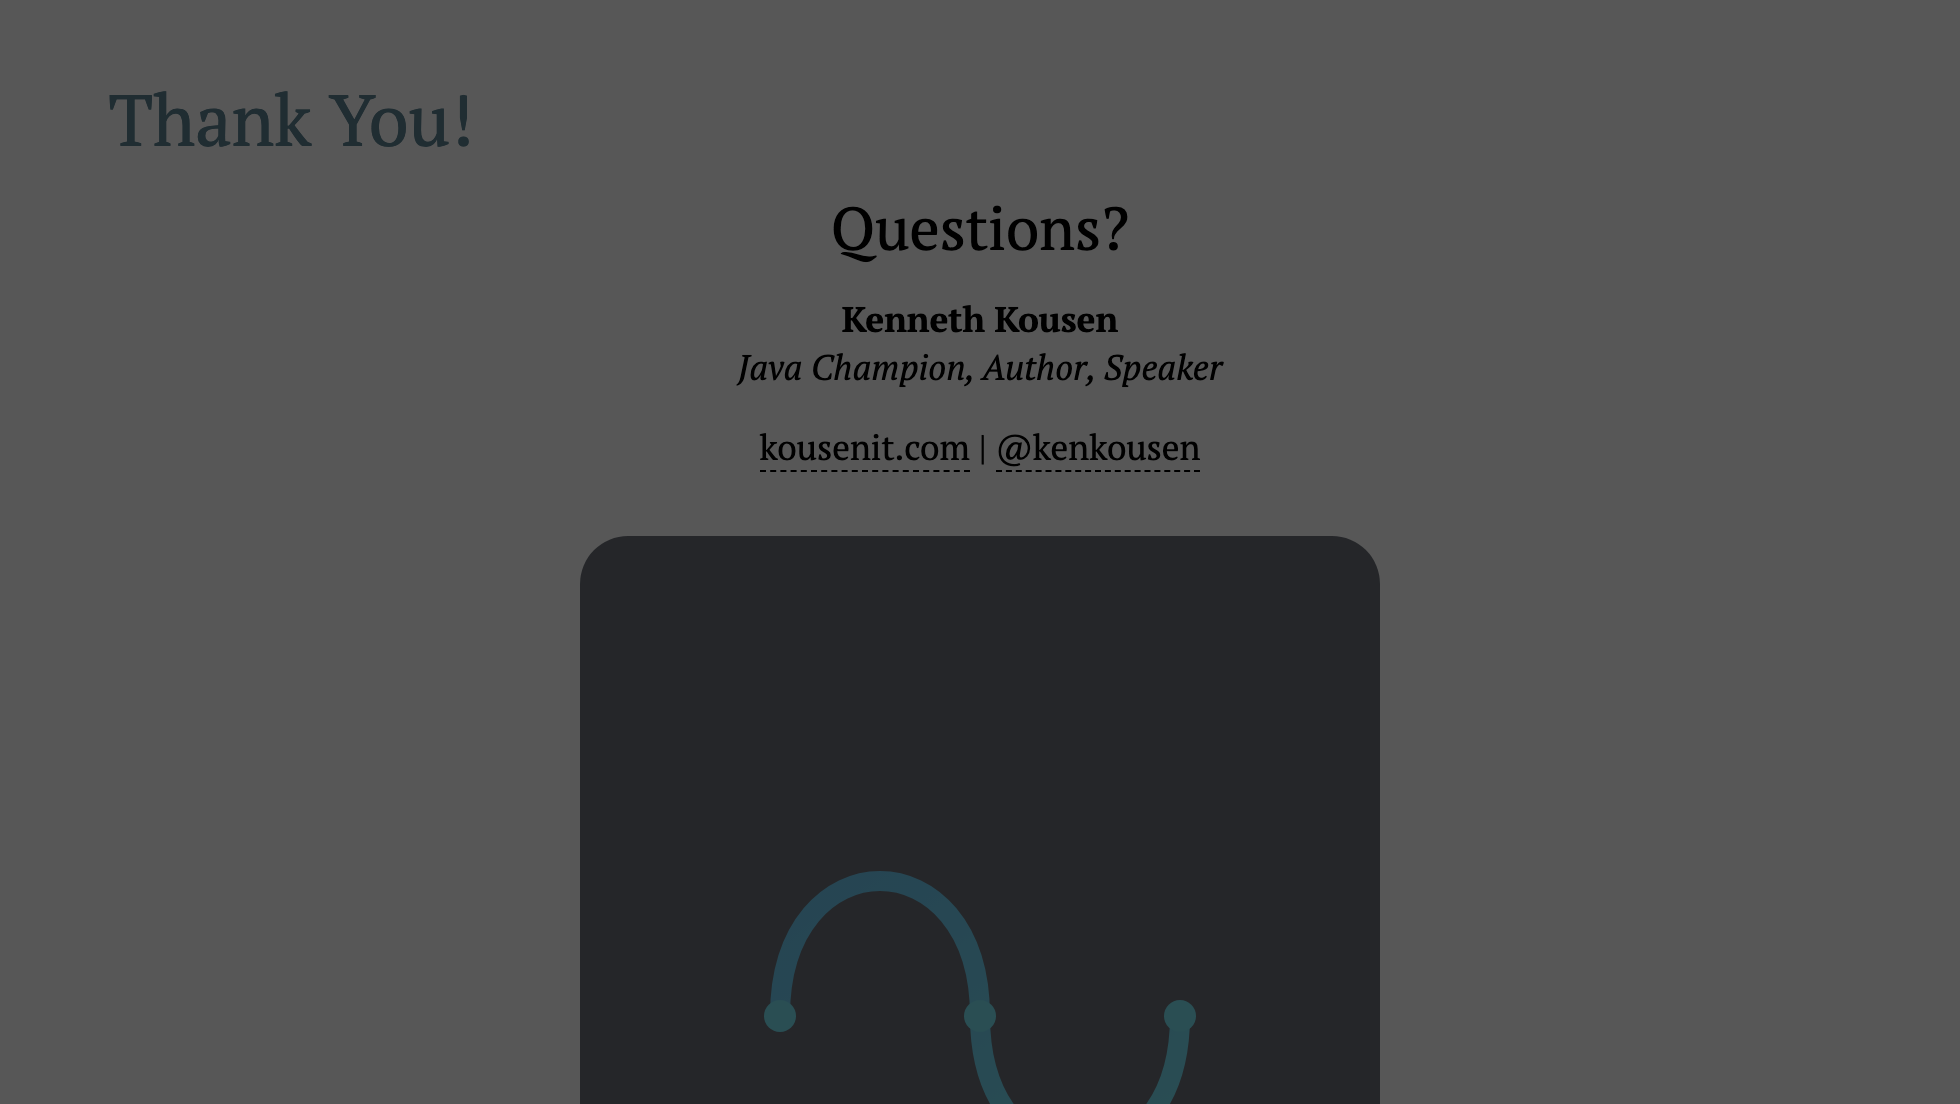 Thank You!
Questions?
Kenneth Kousen
Java Champion, Author, Speaker
kousenit.com | @kenkousen